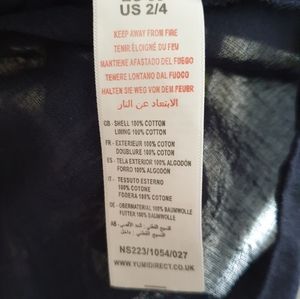 US 2/4
KEEP AWAY FROM FIRE
TENIR ÉLOIGNÉ DU FEU
MANTIENE AFASTADO DEL FUEGO
TENERE LONTANO DAL FUOCO
HALTEN SIE WEG VON DEM FEUER
الابتعاد عن النار
GB - SHELL 100% COTTON
LINING 100% COTTON
FR - EXTERIEUR 100% COTON
DOUBLURE 100% COTON
ES - TELA EXTERIOR 100% ALGODÓN
FORRO 100% ALGODÓN
IT - TESSUTO ESTERNO
100% COTONE
FODERA 100% COTONE
DE - OBERMATERIAL 100% BAUMWOLLE
FUTTER 100% BAUMWOLLE
AB -
NS223/1054/027
WWW.YUMIDIRECT.CO.UK